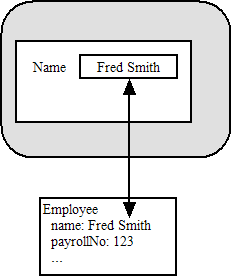 Name Fred Smith
Employee
name: Fred Smith
payrollNo: 123
...